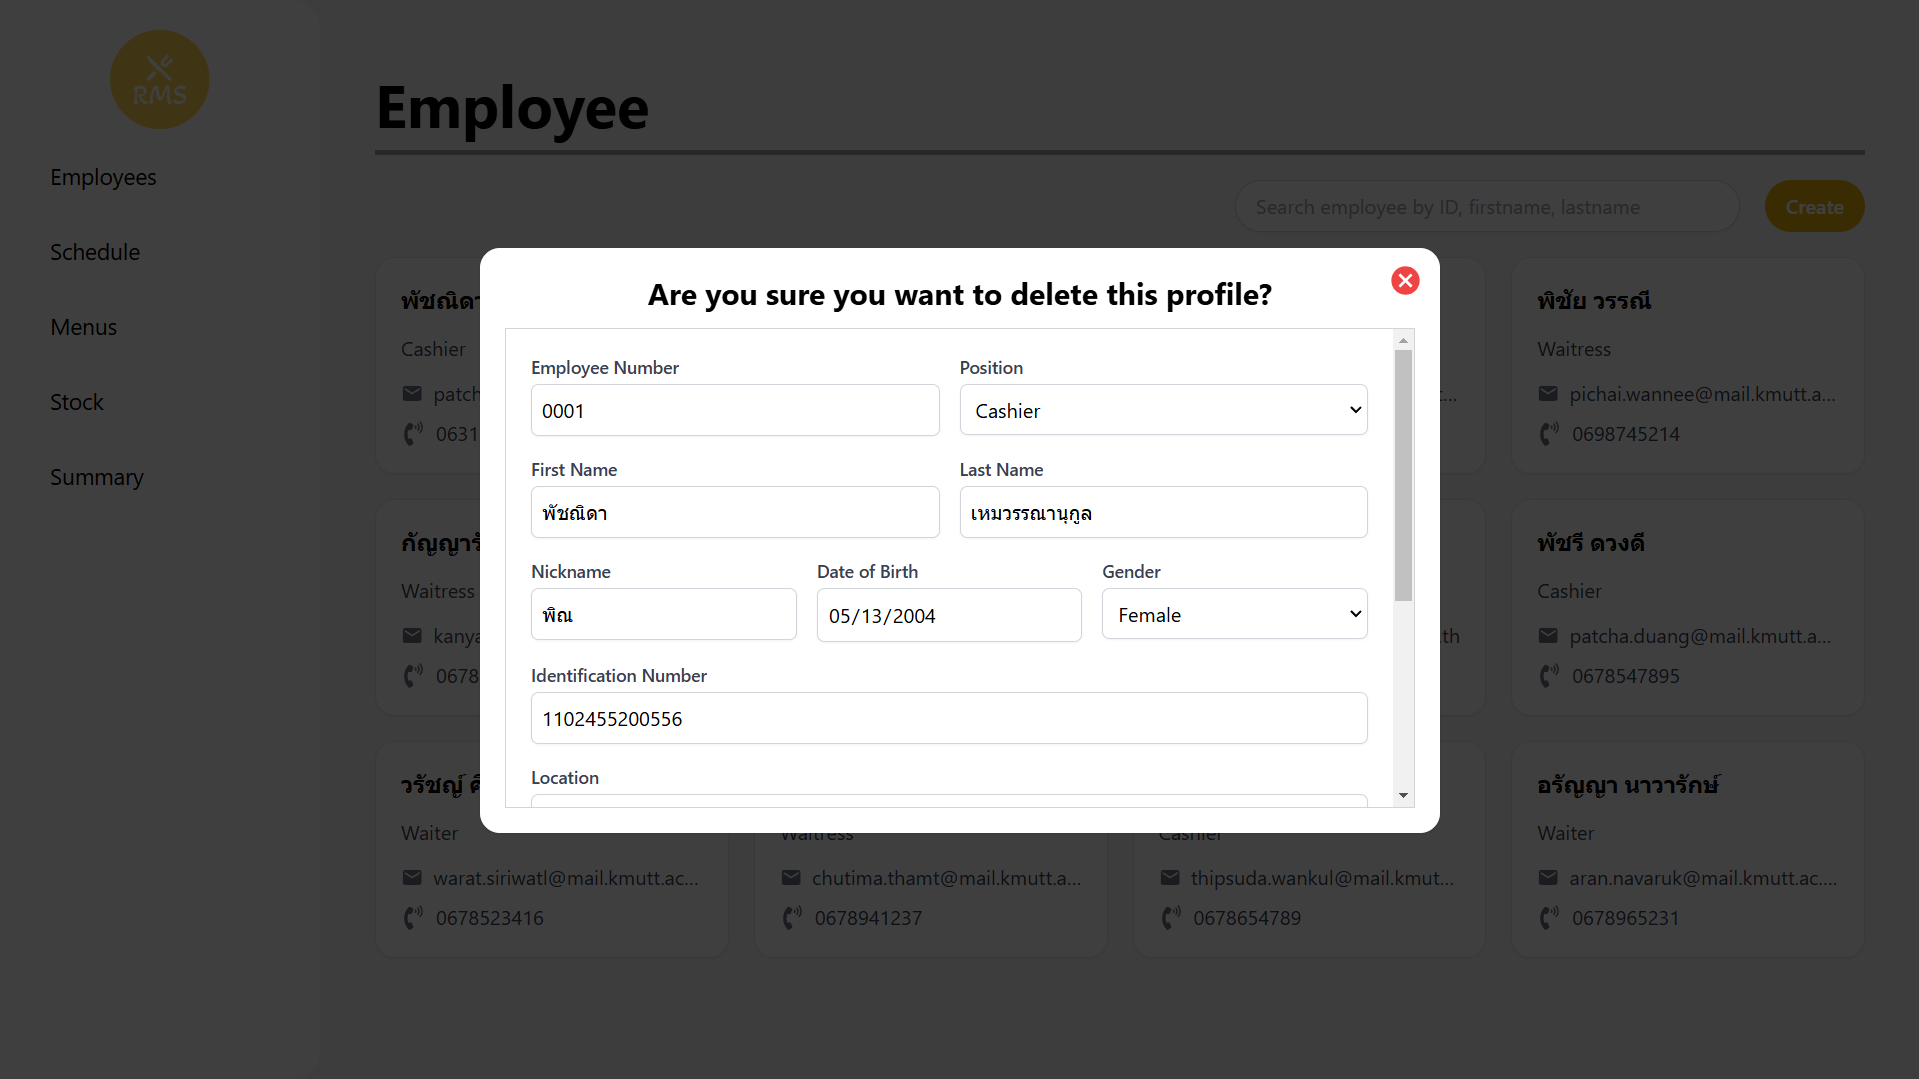 RMS
Employees
Schedule
Menus
Stock
Summary
Employee
Search employee by ID, firstname, lastname
Create
Are you sure you want to delete this profile?
Employee Number
Position
0001
Cashier
First Name
Last Name
พัชณิดา
เหมวรรณานุกูล
Nickname
Date of Birth
Gender
พิณ
05/13/2004
Female
Identification Number
1102455200556
Location
พัชณิดา
Cashier
patch
0631
พิชัย วรรณี
Waitress
pichai.wannee@mail.kmutt.a...
0698745214
Waitress
kanya
0678
th
พัชรี ดวงดี
Cashier
patcha.duang@mail.kmutt.a...
0678547895
วรัชญ์
Waiter
warat.siriwatl@mail.kmutt.ac....
0678523416
Waitress
chutima.thamt@mail.kmutt.a...
0678941237
Cashier
thipsuda.wankul@mail.kmut...
0678654789
อรัญญา นาวารักษ์
Waiter
aran.navaruk@mail.kmutt.ac....
0678965231